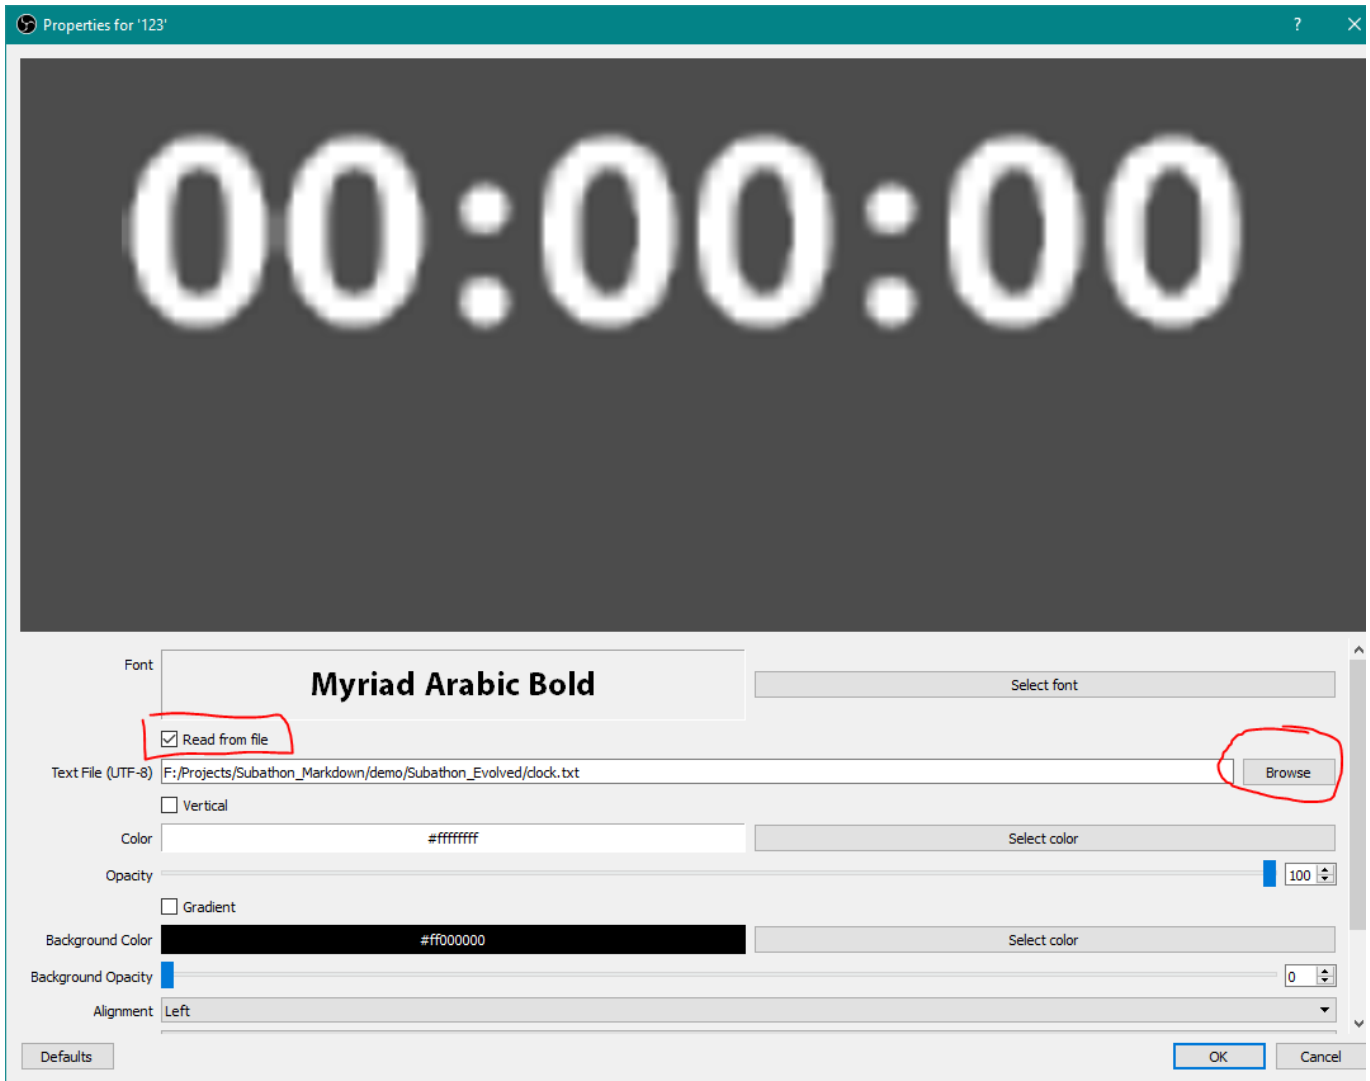 Properties for '123'
00:00:00
Font Myriad Arabic Bold Select font
Read from file
Text File (UTF-8) F:/Projects/Subathon_Markdown/demo/Subathon_Evolved/clock.txt Browse
Vertical
Color #ffffffff Select color
Opacity 100
Gradient
Background Color #ff000000 Select color
Background Opacity 0
Alignment Left
Defaults OK Cancel